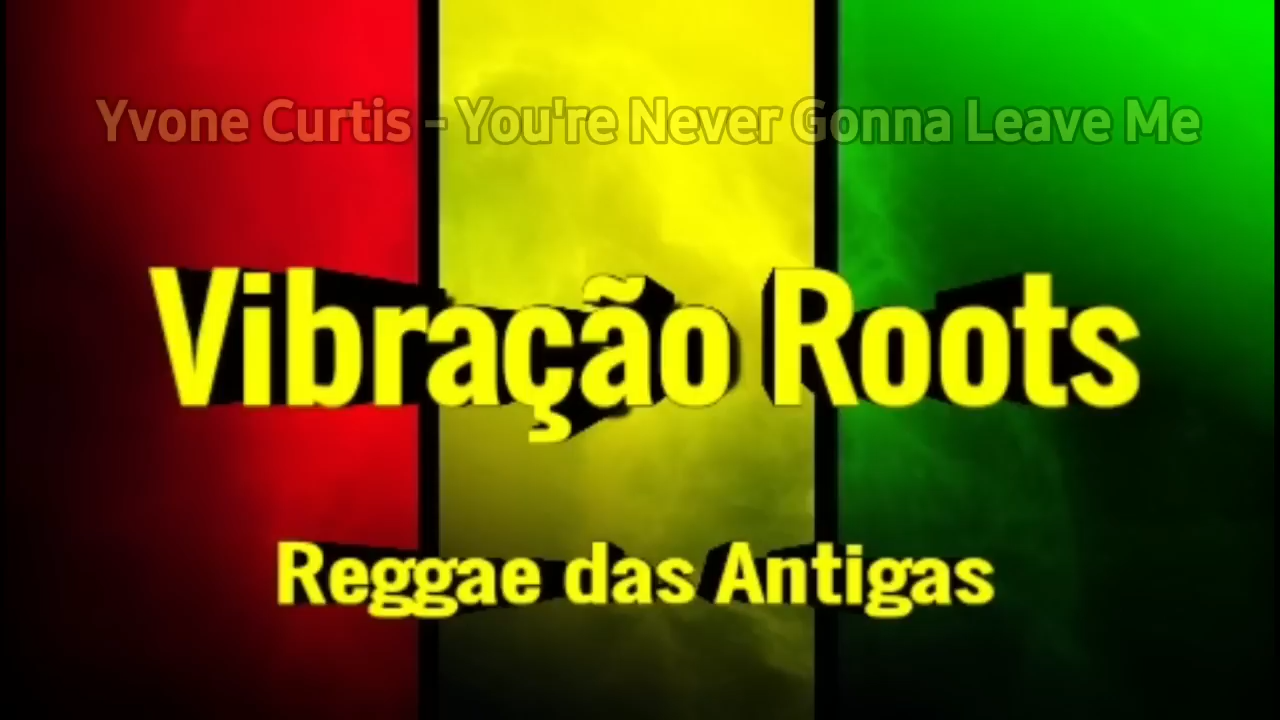 Yvone Curtis - You're Never Gonna Leave Me
Vibração Roots
Reggae das Antigas